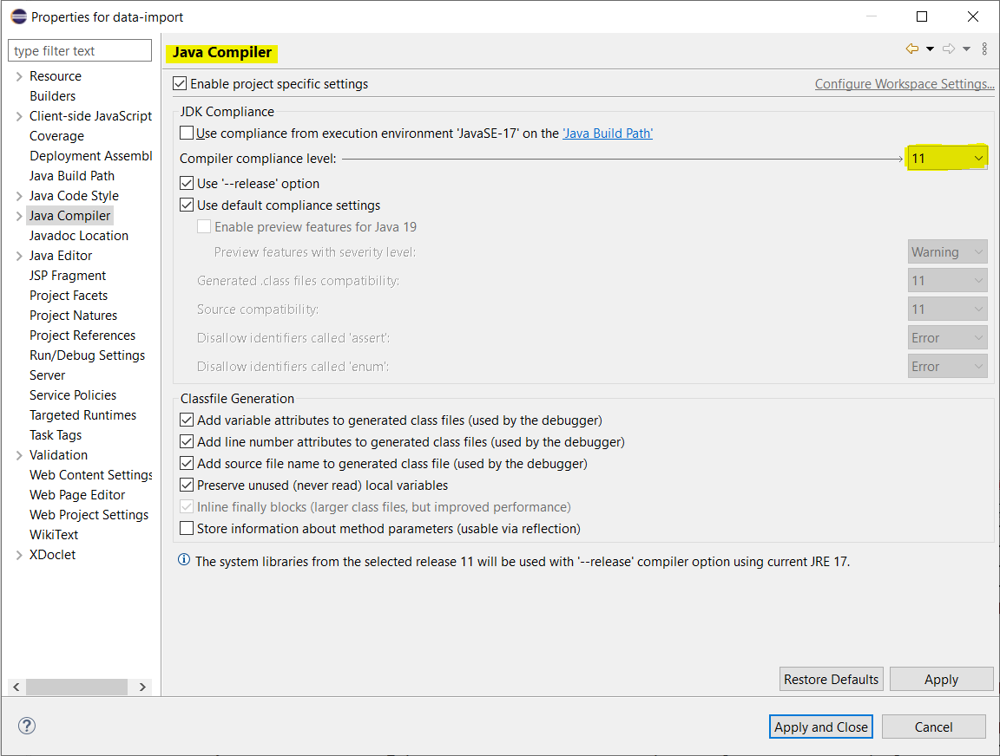 Properties for data-import
type filter text
Resource
Builders
Client-side JavaScript
Coverage
Deployment Assembl
Java Build Path
Java Code Style
Java Compiler
Javadoc Location
Java Editor
JSP Fragment
Project Facets
Project Natures
Project References
Run/Debug Settings
Server
Service Policies
Targeted Runtimes
Task Tags
Validation
Web Content Settings
Web Page Editor
Web Project Settings
WikiText
XDoclet
Java Compiler
Enable project specific settings
Configure Workspace Settings...
JDK Compliance
Use compliance from execution environment 'JavaSE-17' on the 'Java Build Path'
Compiler compliance level: 11
Use '--release' option
Use default compliance settings
Enable preview features for Java 19
Preview features with severity level: Warning
Generated .class files compatibility: 11
Source compatibility: 11
Disallow identifiers called 'assert': Error
Disallow identifiers called 'enum': Error
Classfile Generation
Add variable attributes to generated class files (used by the debugger)
Add line number attributes to generated class files (used by the debugger)
Add source file name to generated class file (used by the debugger)
Preserve unused (never read) local variables
Inline finally blocks (larger class files, but improved performance)
Store information about method parameters (usable via reflection)
The system libraries from the selected release 11 will be used with '--release' compiler option using current JRE 17.
Restore Defaults
Apply
Apply and Close
Cancel